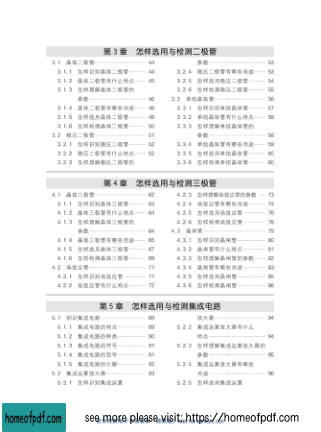 第3章 怎样选用与检测二极管
3.1 晶体二极管 44
3.1.1 怎样识别晶体二极管 44
3.1.2 晶体二极管有什么特点 45
3.1.3 怎样理解晶体二极管的
参数 46
3.1.4 晶体二极管有哪些用途 48
3.1.5 怎样选用晶体二极管 48
3.1.6 怎样检测晶体二极管 50
3.2 稳压二极管 51
3.2.1 怎样识别稳压二极管 52
3.2.2 稳压二极管有什么特点 52
3.2.3 怎样理解稳压二极管的
参数 53
3.2.4 稳压二极管有哪些用途 53
3.2.5 怎样选用稳压二极管 54
3.2.6 怎样检测稳压二极管 55
3.3 单结晶体管 56
3.3.1 怎样识别单结晶体管 57
3.3.2 单结晶体管有什么特点 58
3.3.3 怎样理解单结晶体管的
参数 58
3.3.4 单结晶体管有哪些用途 59
3.3.5 怎样选用单结晶体管 60
3.3.6 怎样检测单结晶体管 60
第4章 怎样选用与检测三极管
4.1 晶体三极管 62
4.1.1 怎样识别晶体三极管 63
4.1.2 晶体三极管有什么特点 64
4.1.3 怎样理解晶体三极管的
参数 64
4.1.4 晶体三极管有哪些用途 65
4.1.5 怎样选用晶体三极管 67
4.1.6 怎样检测晶体三极管 69
4.2 场效应管 71
4.2.1 怎样识别场效应管 71
4.2.2 场效应管有什么特点 72
4.2.3 怎样理解场效应管的参数 73
4.2.4 场效应管有哪些用途 74
4.2.5 怎样选用场效应管 76
4.2.6 怎样检测场效应管 78
4.3 晶闸管 79
4.3.1 怎样识别晶闸管 80
4.3.2 晶闸管有什么特点 81
4.3.3 怎样理解晶闸管的参数 82
4.3.4 晶闸管有哪些用途 83
4.3.5 怎样选用晶闸管 85
4.3.6 怎样检测晶闸管 86
第5章 怎样选用与检测集成电路
5.1 初识集成电路 89
5.1.1 集成电路的特点 89
5.1.2 集成电路的种类 90
5.1.3 集成电路的符号 91
5.1.4 集成电路的型号 91
5.1.5 集成电路的引脚 92
5.2 集成运算放大器 93
5.2.1 怎样识别集成运算
放大器 94
5.2.2 集成运算放大器有什么
特点 94
5.2.3 怎样理解集成运算放大器的
参数 95
5.2.4 集成运算放大器有哪些
用途 96
5.2.5 怎样选用集成运算
homeofpdf.com
see more please visit: https://homeofpdf.com